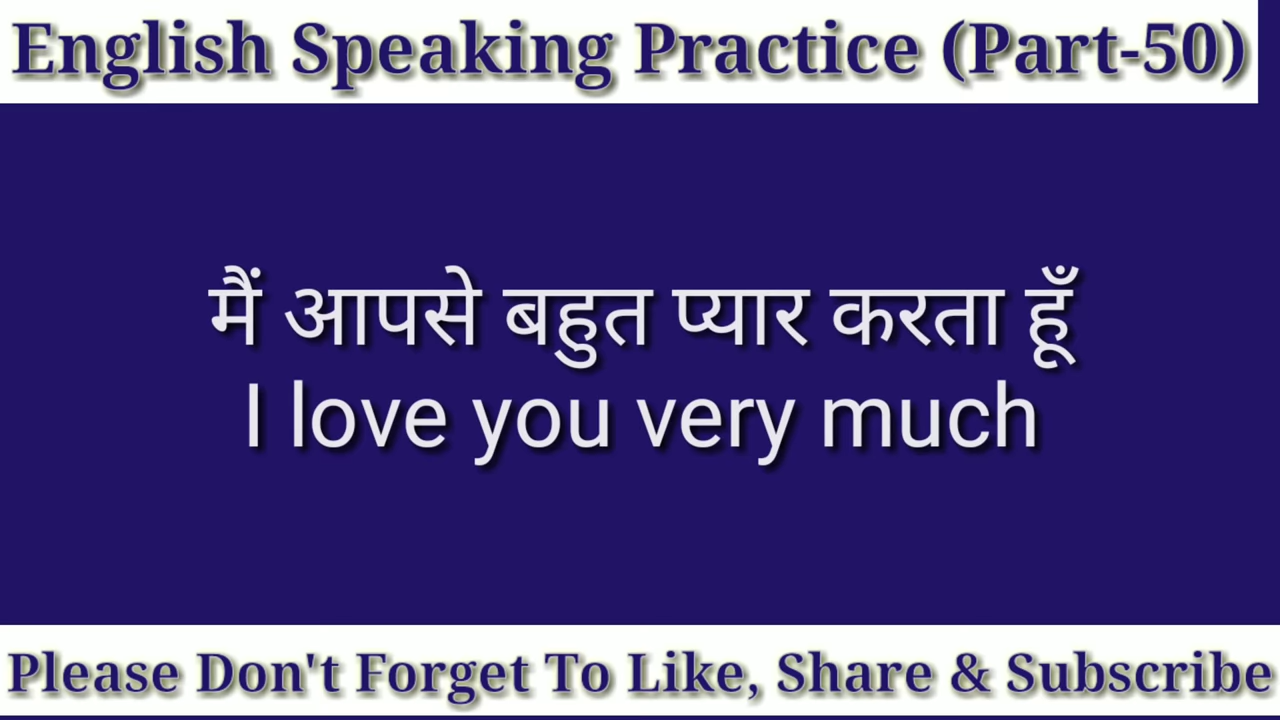 English Speaking Practice (Part-50)
मैं आपसे बहुत प्यार करता हूँ
I love you very much
Please Don't Forget To Like, Share & Subscribe